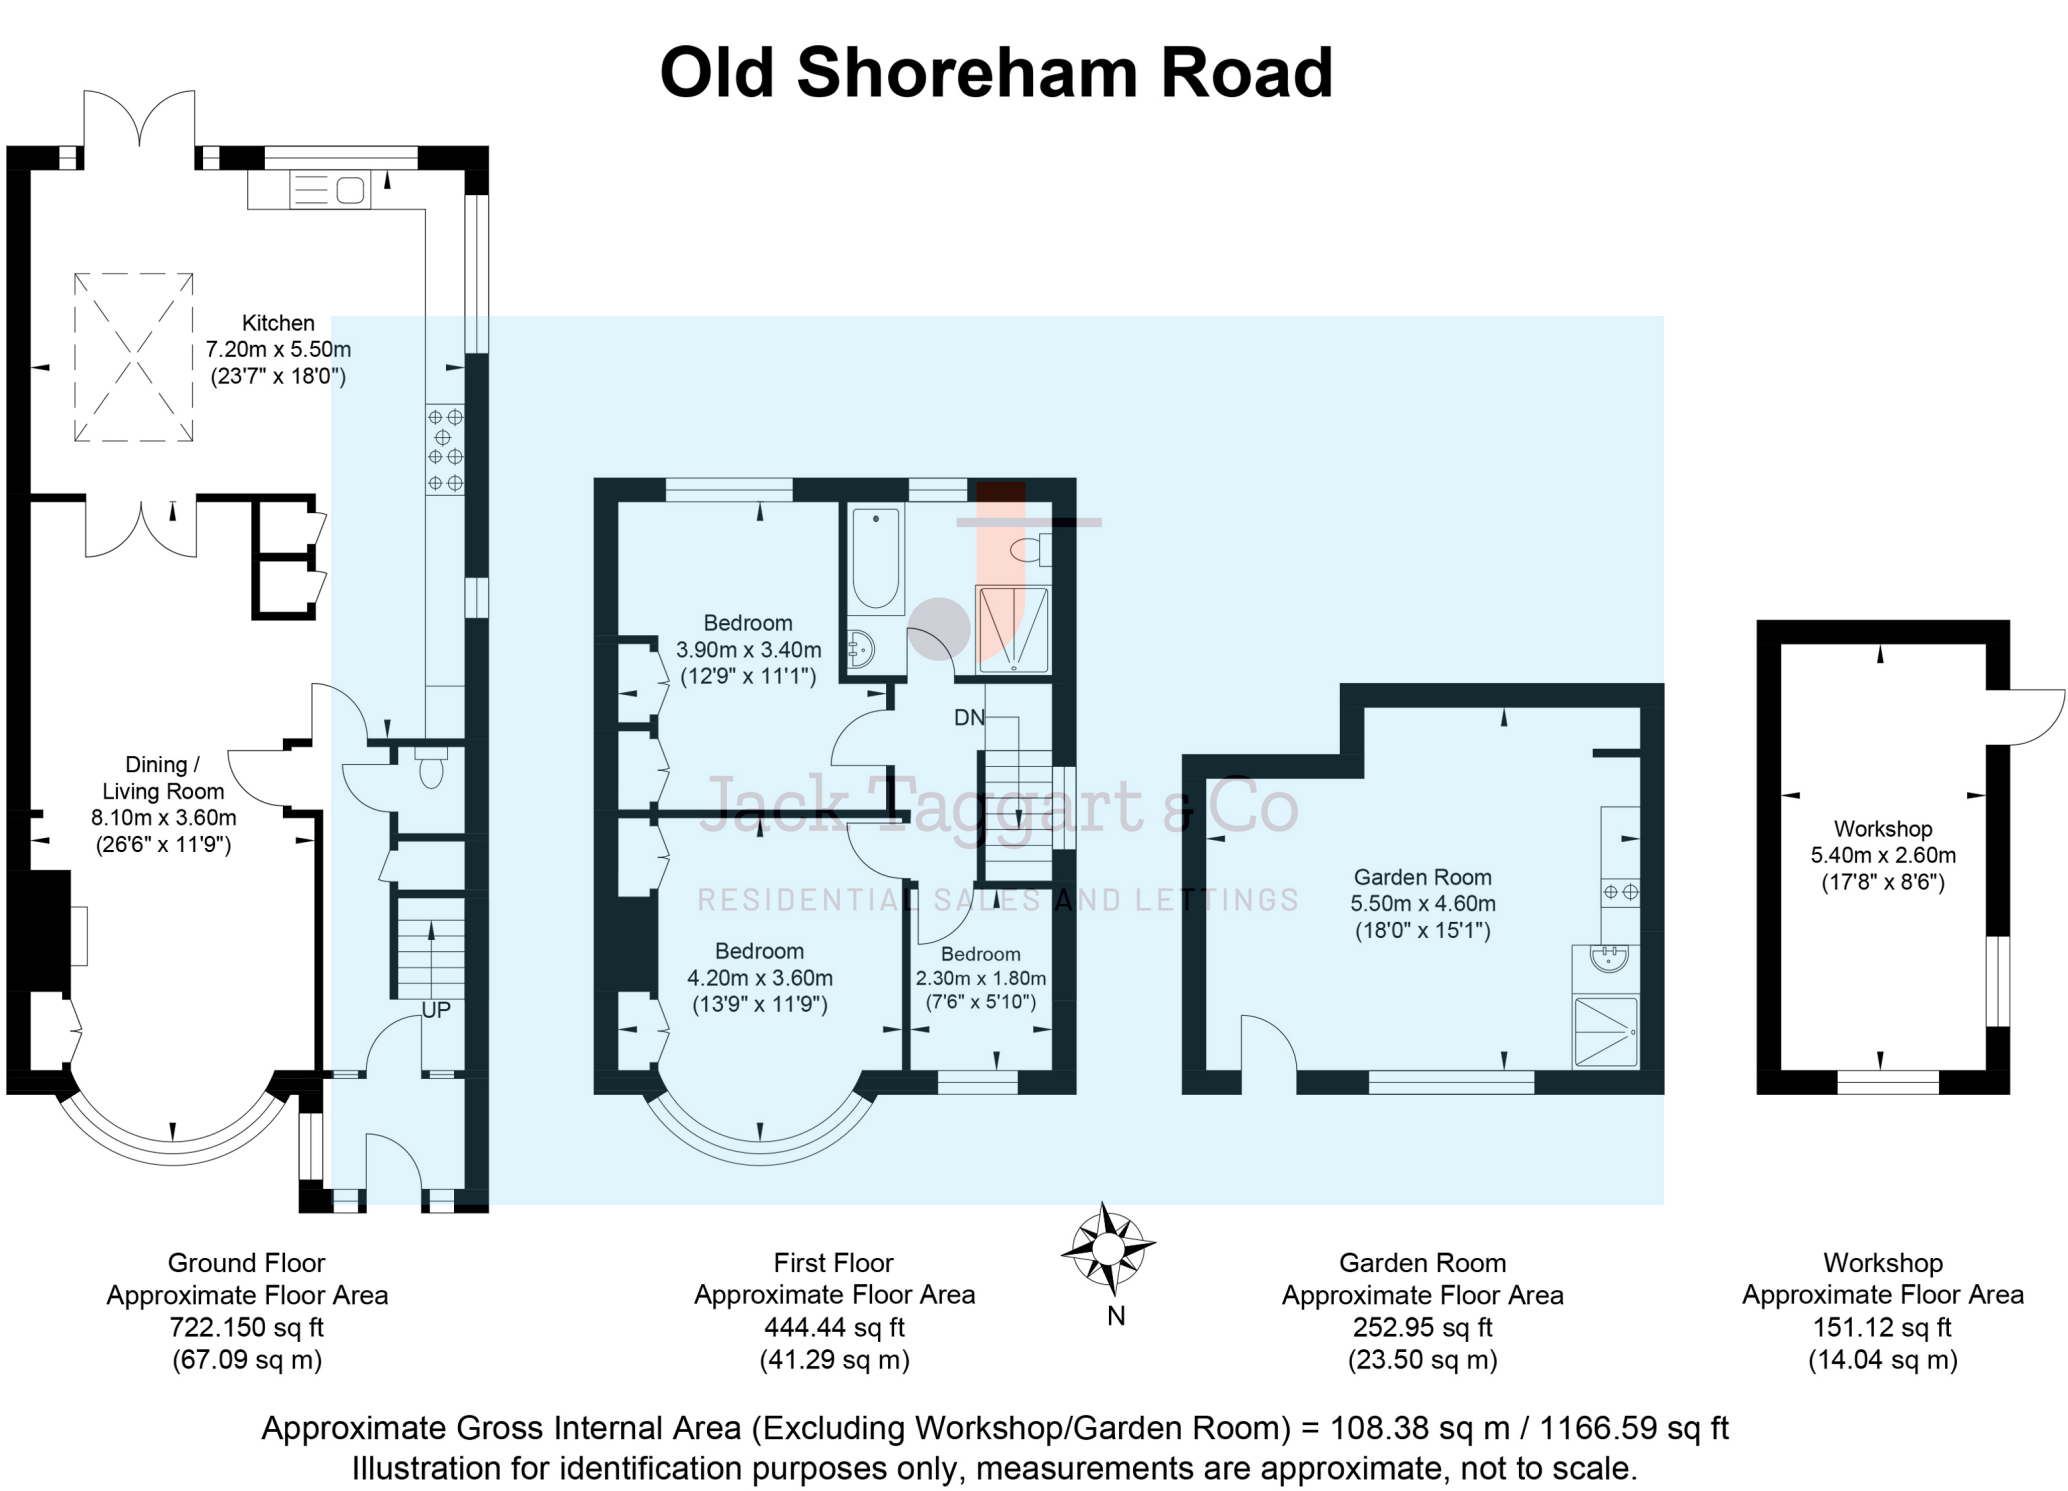 Old Shoreham Road
Kitchen
7.20m x 5.50m
(23'7" x 18'0")
Dining /
Living Room
8.10m x 3.60m
(26'6" x 11'9")
UP
Bedroom
3.90m x 3.40m
(12'9" x 11'1")
DN
Jack Taggart & Co
RESIDENTIAL SALES AND LETTINGS
Bedroom
4.20m x 3.60m
(13'9" x 11'9")
Bedroom
2.30m x 1.80m
(7'6" x 5'10")
Garden Room
5.50m x 4.60m
(18'0" x 15'1")
Workshop
5.40m x 2.60m
(17'8" x 8'6")
N
Ground Floor
Approximate Floor Area
722.150 sq ft
(67.09 sq m)
First Floor
Approximate Floor Area
444.44 sq ft
(41.29 sq m)
Garden Room
Approximate Floor Area
252.95 sq ft
(23.50 sq m)
Workshop
Approximate Floor Area
151.12 sq ft
(14.04 sq m)
Approximate Gross Internal Area (Excluding Workshop/Garden Room) = 108.38 sq m / 1166.59 sq ft
Illustration for identification purposes only, measurements are approximate, not to scale.